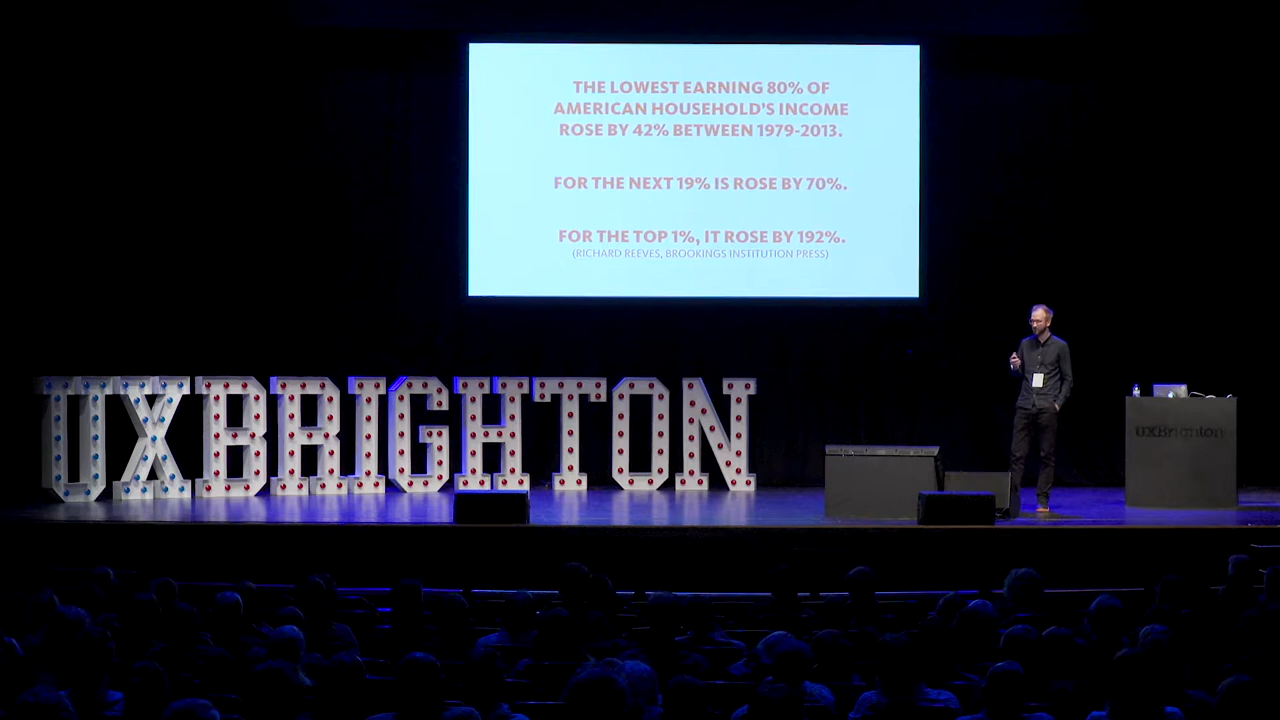 THE LOWEST EARNING 80% OF
AMERICAN HOUSEHOLD'S INCOME
ROSE BY 42% BETWEEN 1979-2013.
FOR THE NEXT 19% IS ROSE BY 70%.
FOR THE TOP 1%, IT ROSE BY 192%.
(RICHARD REEVES, BROOKINGS INSTITUTION PRESS)
UXBRIGHTON
UXBrighton